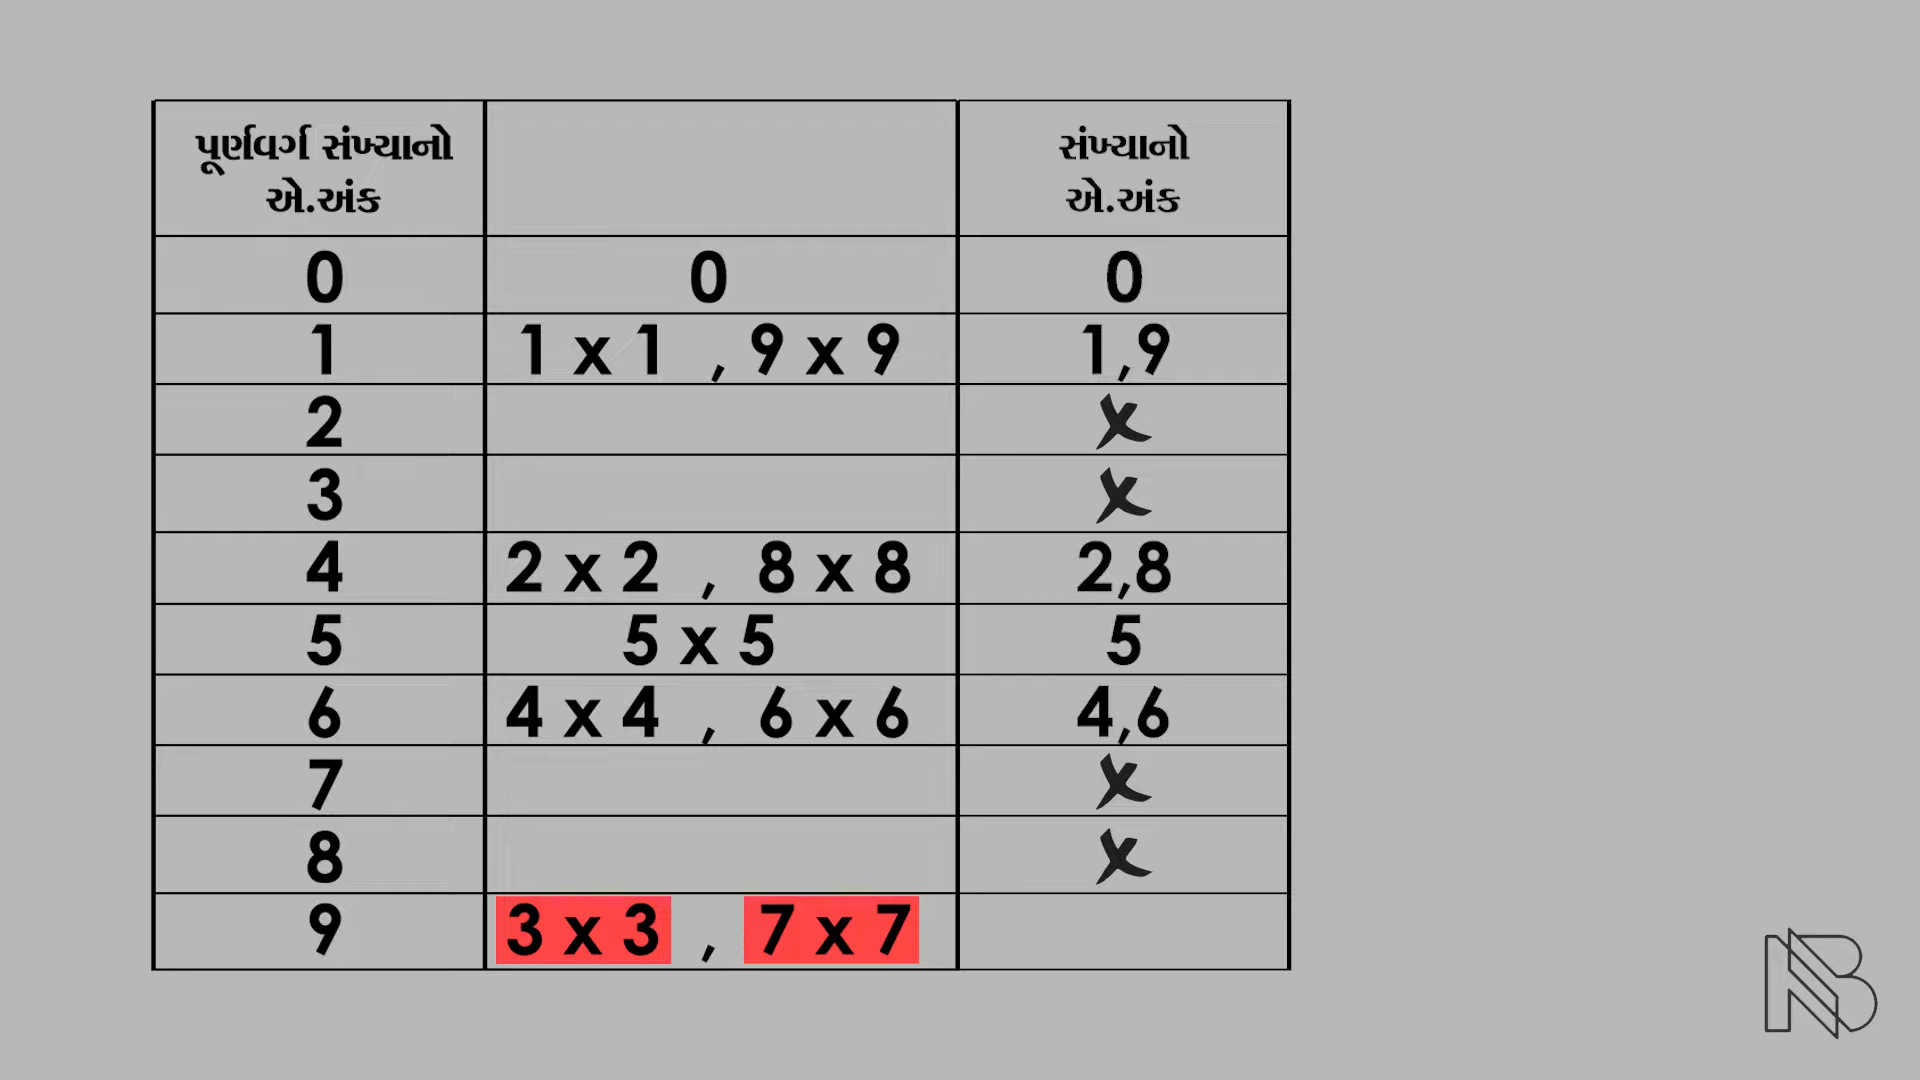 પૂર્ણવર્ગ સંખ્યાનો
એ.અંક
સંખ્યાનો
એ.અંક
0 0 0
1 1 x 1 , 9 x 9 1,9
2 x
3 x
4 2 x 2 , 8 x 8 2,8
5 5 x 5 5
6 4 x 4 , 6 x 6 4,6
7 x
8 x
9 3 x 3 , 7 x 7
NB